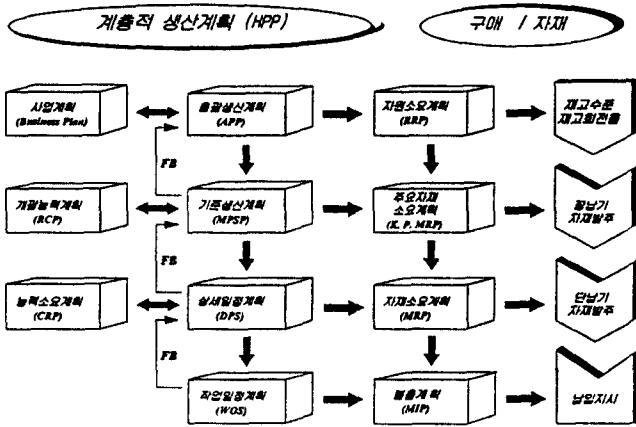 계층적 생산계획 (HPP)
구매 / 자재
사업계획
(Business Plan)
총괄생산계획
(APP)
자원소요계획
(RRP)
재고수준
재고회전율
FB
개괄능력계획
(RCP)
기준생산계획
(MPSP)
주요자재
소요계획
(K. P. MRP)
장납기
자재발주
FB
능력소요계획
(CRP)
상세일정계획
(DPS)
자재소요계획
(MRP)
단납기
자재발주
FB
작업일정계획
(WOS)
불출계획
(MIP)
납입지시